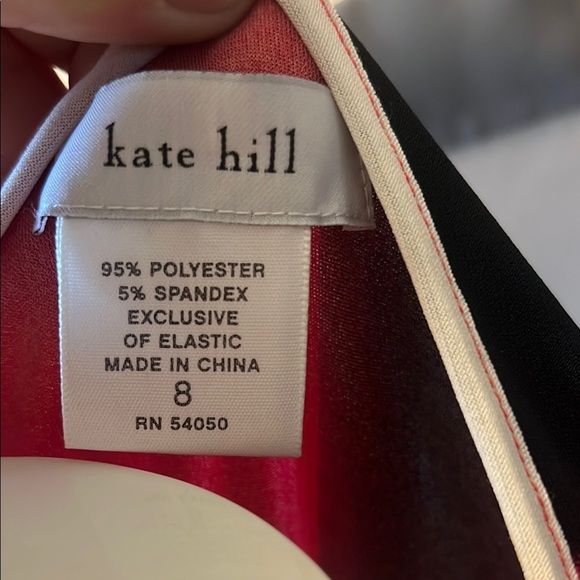 kate hill
95% POLYESTER
5% SPANDEX
EXCLUSIVE
OF ELASTIC
MADE IN CHINA
8
RN 54050